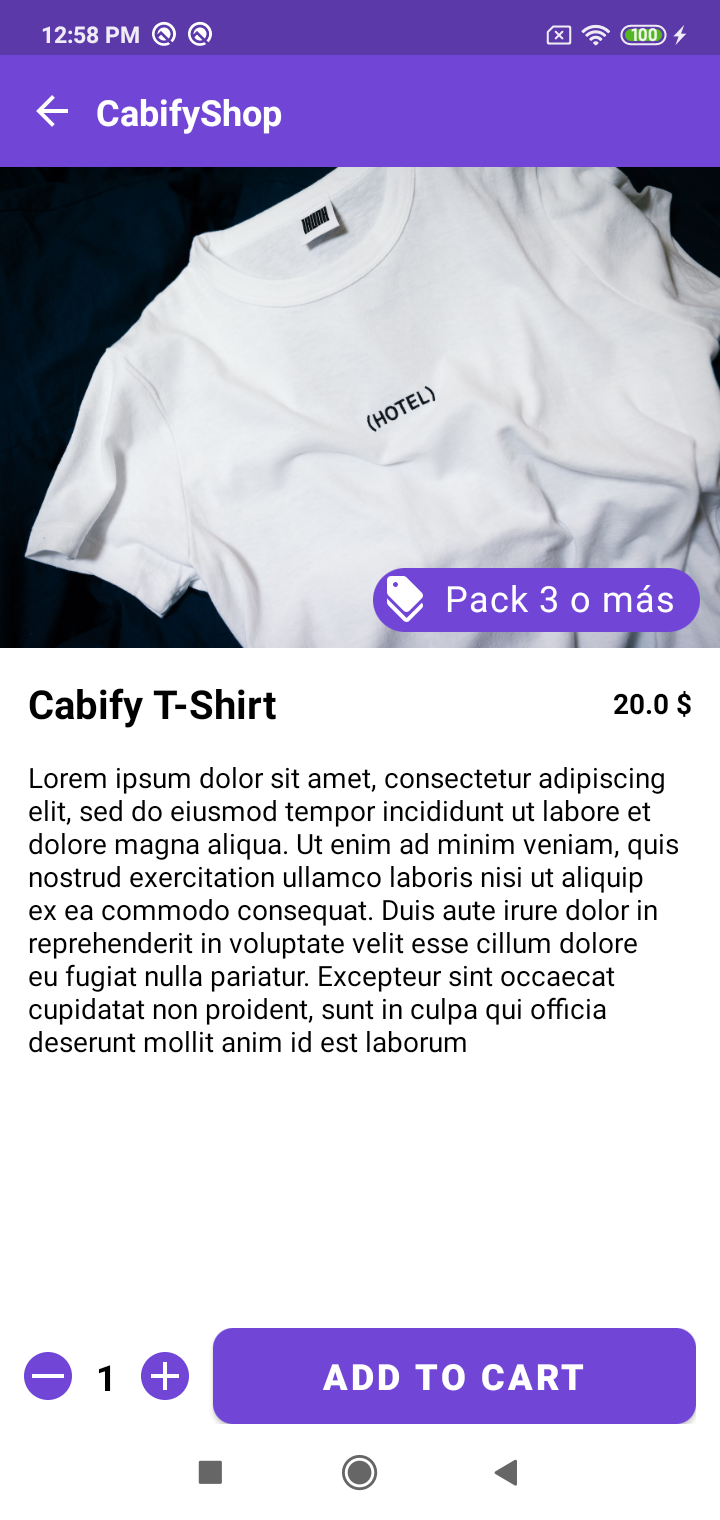 12:58 PM
100
CabifyShop
(HOTEL)
Pack 3 o más
Cabify T-Shirt
20.0 $
Lorem ipsum dolor sit amet, consectetur adipiscing
elit, sed do eiusmod tempor incididunt ut labore et
dolore magna aliqua. Ut enim ad minim veniam, quis
nostrud exercitation ullamco laboris nisi ut aliquip
ex ea commodo consequat. Duis aute irure dolor in
reprehenderit in voluptate velit esse cillum dolore
eu fugiat nulla pariatur. Excepteur sint occaecat
cupidatat non proident, sunt in culpa qui officia
deserunt mollit anim id est laborum
1
ADD TO CART